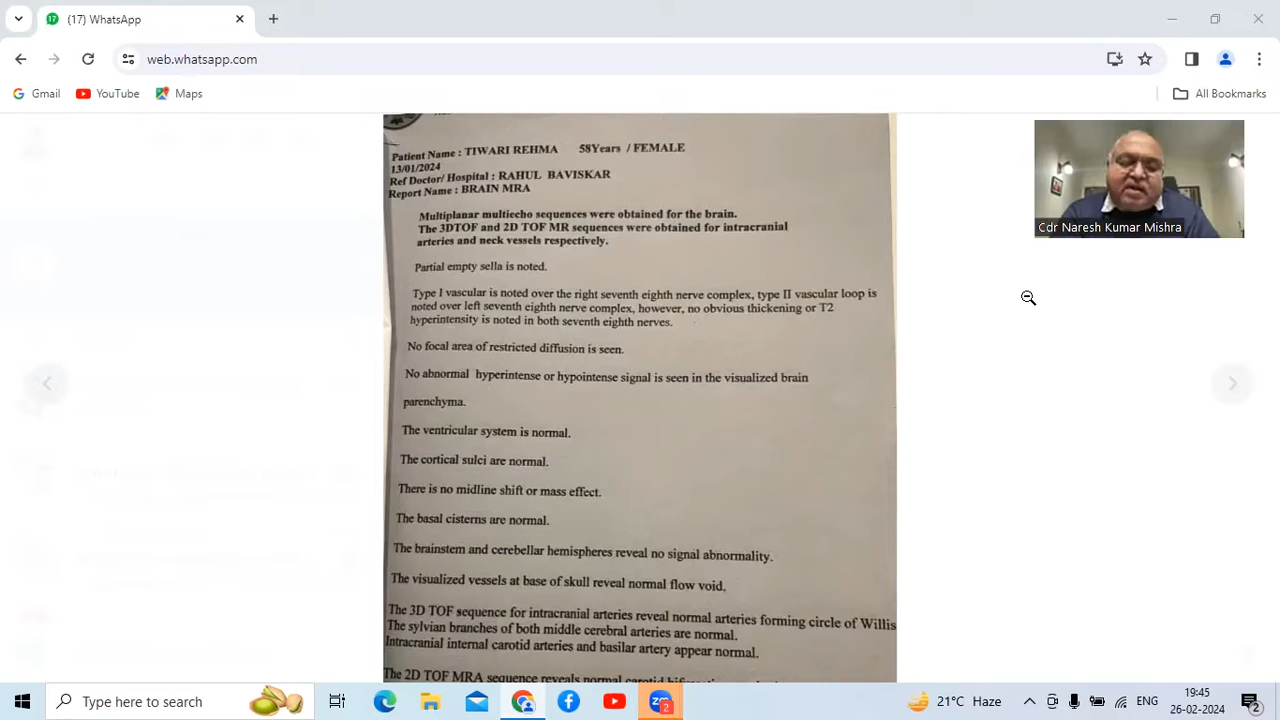 (17) WhatsApp
web.whatsapp.com
Gmail
YouTube
Maps
All Bookmarks
Patient Name : TIWARI REHMA 58Years / FEMALE
13/01/2024
Ref Doctor/ Hospital : RAHUL BAVISKAR
Report Name : BRAIN MRA
Multiplanar multiecho sequences were obtained for the brain.
The 3DTOF and 2D TOF MR sequences were obtained for intracranial
arteries and neck vessels respectively.
Partial empty sella is noted.
Type I vascular is noted over the right seventh eighth nerve complex, type II vascular loop is
noted over left seventh eighth nerve complex, however, no obvious thickening or T2
hyperintensity is noted in both seventh eighth nerves.
No focal area of restricted diffusion is seen.
No abnormal hyperintense or hypointense signal is seen in the visualized brain
parenchyma.
The ventricular system is normal.
The cortical sulci are normal.
There is no midline shift or mass effect.
The basal cisterns are normal.
The brainstem and cerebellar hemispheres reveal no signal abnormality.
The visualized vessels at base of skull reveal normal flow void.
The 3D TOF sequence for intracranial arteries reveal normal arteries forming circle of Willis
The sylvian branches of both middle cerebral arteries are normal.
Intracranial internal carotid arteries and basilar artery appear normal.
The 2D TOF MRA sequence reveals normal carotid
Cdr Naresh Kumar Mishra
Type here to search
2
21°C Haze
ENG
19:45
26-02-2024
2